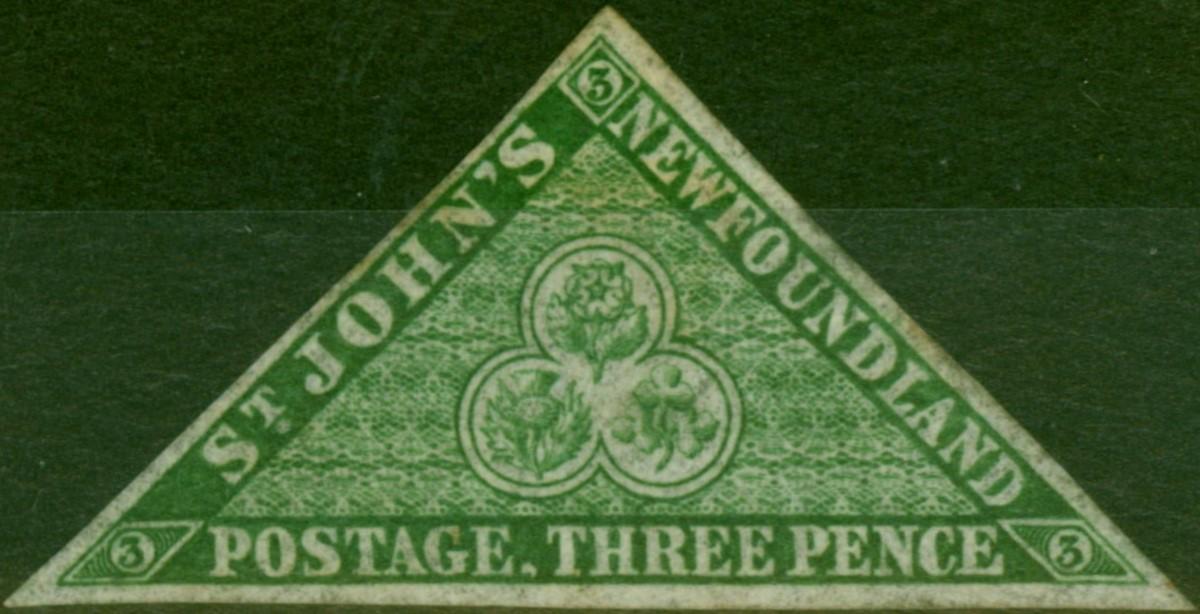 3
ST. JOHN'S
NEWFOUNDLAND
3
POSTAGE, THREE PENCE
3